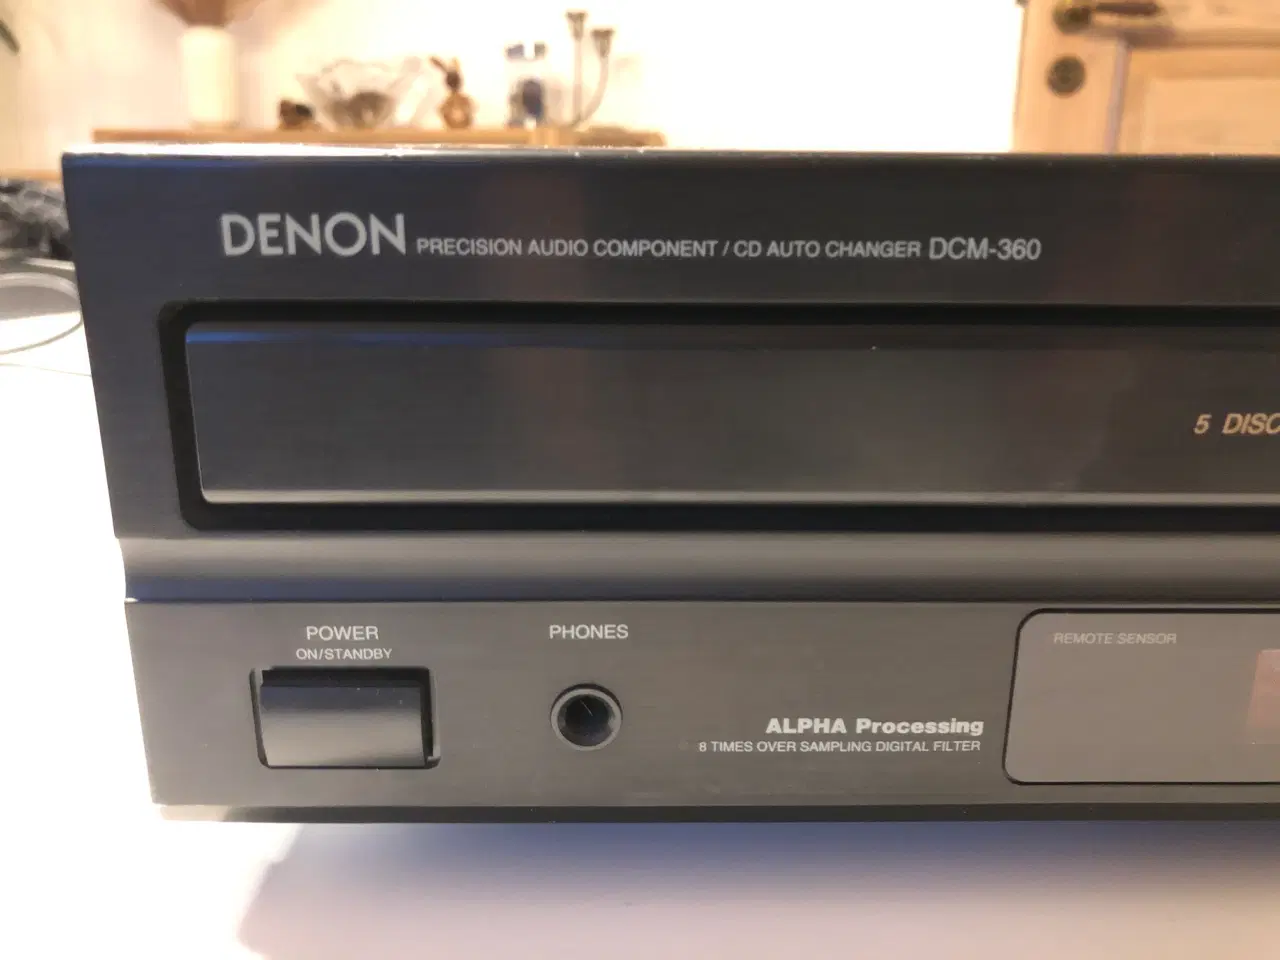 DENON PRECISION AUDIO COMPONENT / CD AUTO CHANGER DCM-360
5 DISC
POWER
ON/STANDBY
PHONES
REMOTE SENSOR
ALPHA Processing
8 TIMES OVER SAMPLING DIGITAL FILTER